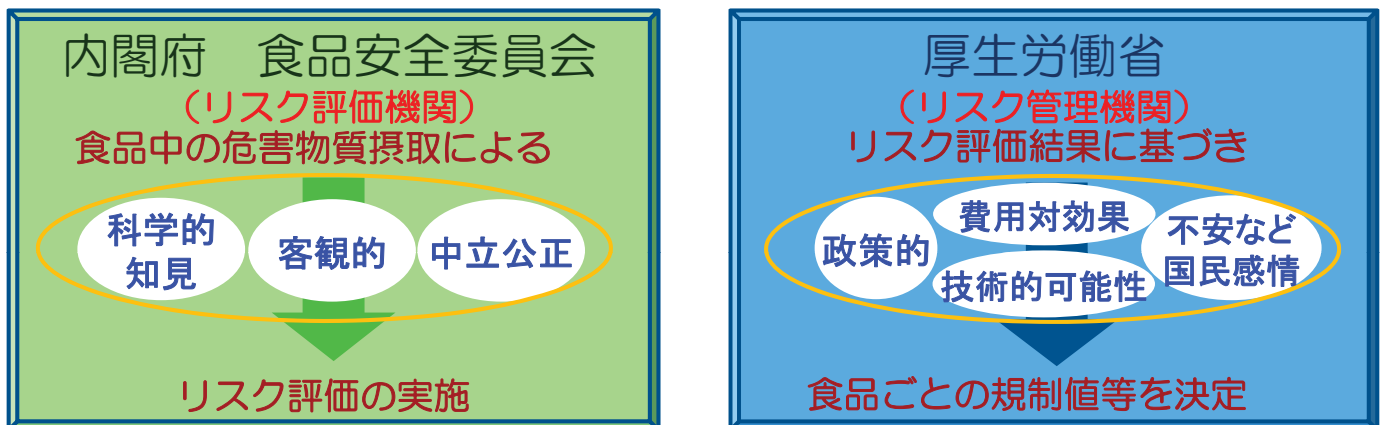 内閣府　食品安全委員会
（リスク評価機関）
食品中の危害物質摂取による
科学的
知見
客観的
中立公正
リスク評価の実施
厚生労働省
（リスク管理機関）
リスク評価結果に基づき
政策的
費用対効果
技術的可能性
不安など
国民感情
食品ごとの規制値等を決定